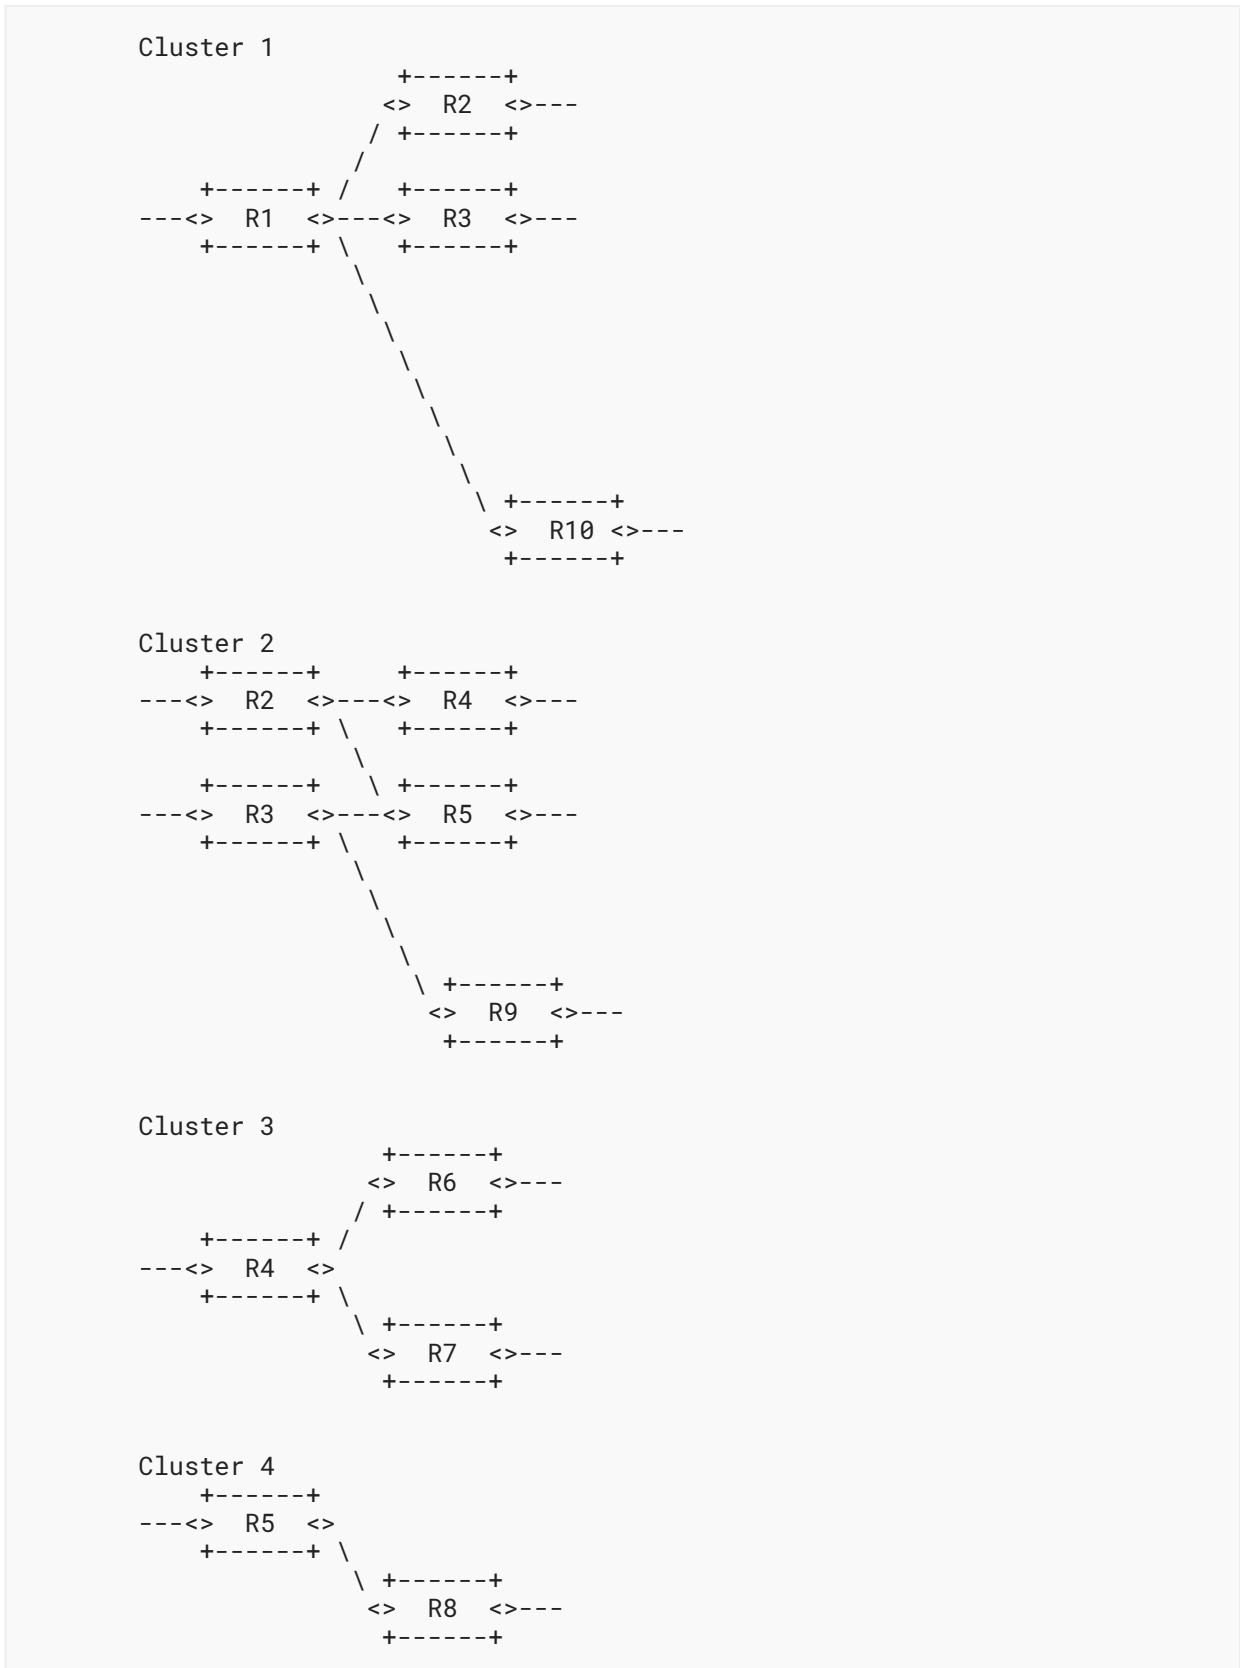 Cluster 1
                 +------+
                <>  R2  <>---
               / +------+
              /
    +------+ /   +------+
---<>  R1  <>---<>  R3  <>---
    +------+ \   +------+
              \
               \
                \
                 \
                  \
                   \
                    \
                     \
                      \ +------+
                       <>  R10 <>---
                        +------+
Cluster 2
    +------+     +------+
---<>  R2  <>---<>  R4  <>---
    +------+ \   +------+
              \
    +------+   \ +------+
---<>  R3  <>---<>  R5  <>---
    +------+ \   +------+
              \
               \
                \
                 \
                  \ +------+
                   <>  R9  <>---
                    +------+
Cluster 3
                +------+
               <>  R6  <>---
              / +------+
    +------+ /
---<>  R4  <>
    +------+ \
              \ +------+
               <>  R7  <>---
                +------+
Cluster 4
    +------+
---<>  R5  <>
    +------+ \
              \ +------+
               <>  R8  <>---
                +------+